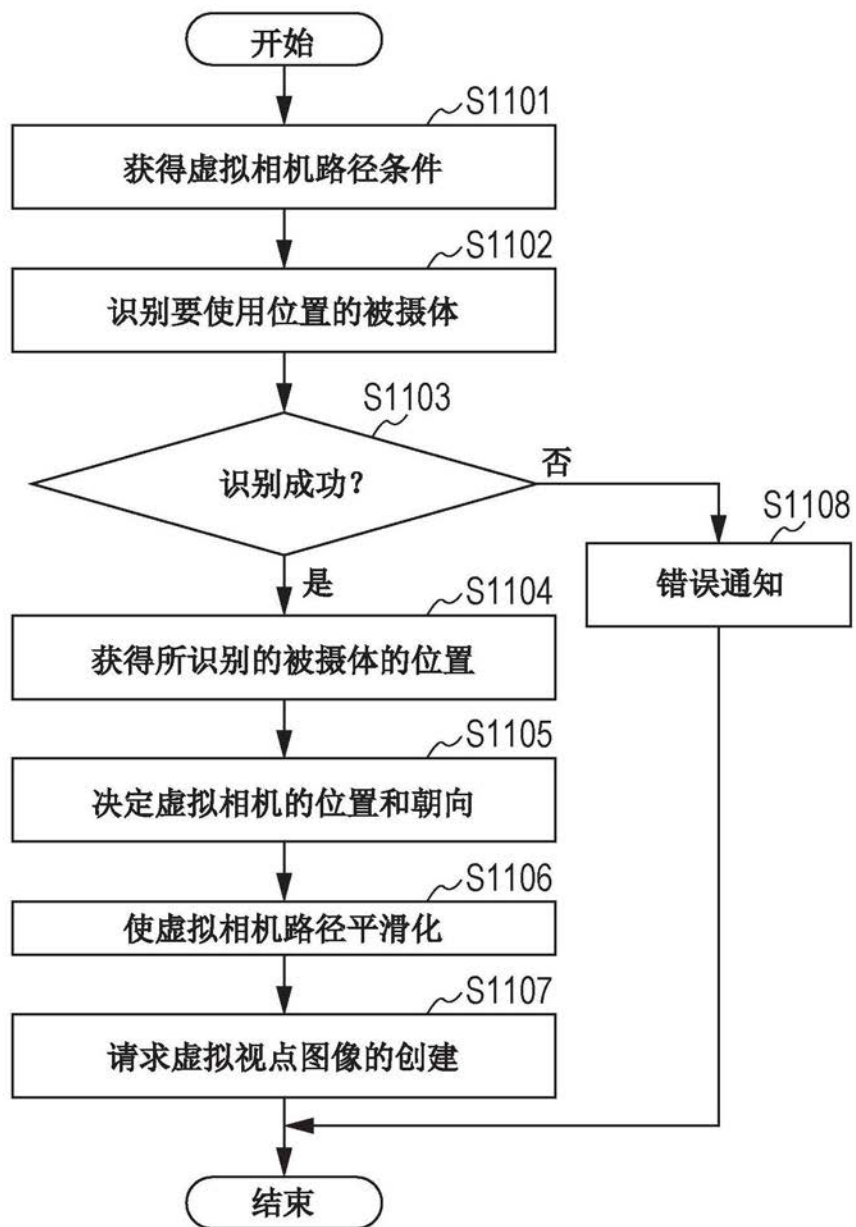 开始
S1101
获得虚拟相机路径条件
S1102
识别要使用位置的被摄体
S1103
识别成功?
否
S1108
错误通知
是
S1104
获得所识别的被摄体的位置
S1105
决定虚拟相机的位置和朝向
S1106
使虚拟相机路径平滑化
S1107
请求虚拟视点图像的创建
结束